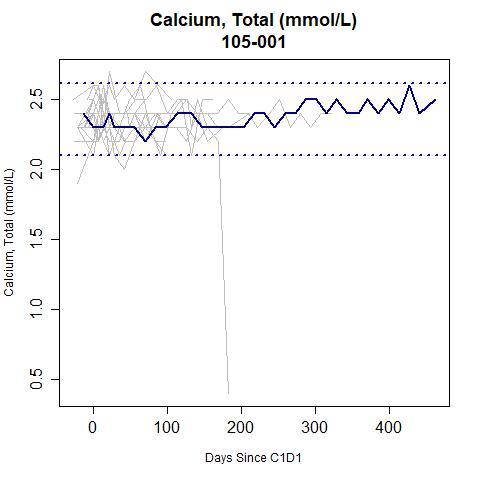 Calcium, Total (mmol/L)
105-001
Calcium, Total (mmol/L)
2.5
2.0
1.5
1.0
0.5
0 100 200 300 400
Days Since C1D1